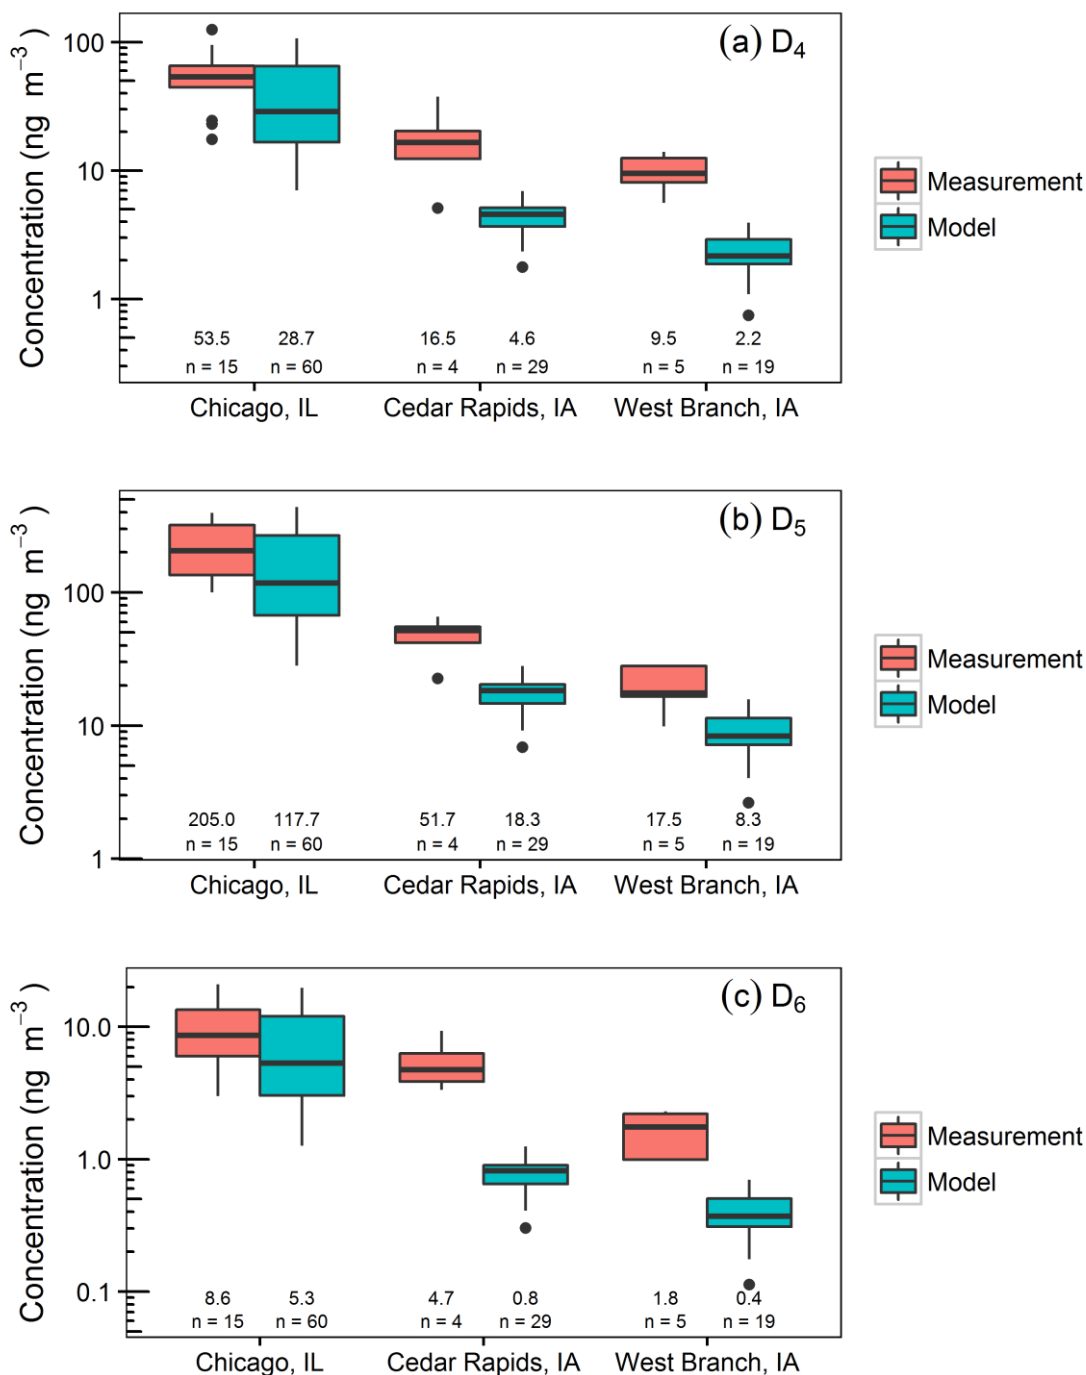 Concentration (ng m⁻³)
100
10
1
(a) D₄
53.5 28.7 16.5 4.6 9.5 2.2
n = 15 n = 60 n = 4 n = 29 n = 5 n = 19
Chicago, IL Cedar Rapids, IA West Branch, IA
Measurement
Model
Concentration (ng m⁻³)
100
10
1
(b) D₅
205.0 117.7 51.7 18.3 17.5 8.3
n = 15 n = 60 n = 4 n = 29 n = 5 n = 19
Chicago, IL Cedar Rapids, IA West Branch, IA
Measurement
Model
Concentration (ng m⁻³)
10.0
1.0
0.1
(c) D₆
8.6 5.3 4.7 0.8 1.8 0.4
n = 15 n = 60 n = 4 n = 29 n = 5 n = 19
Chicago, IL Cedar Rapids, IA West Branch, IA
Measurement
Model